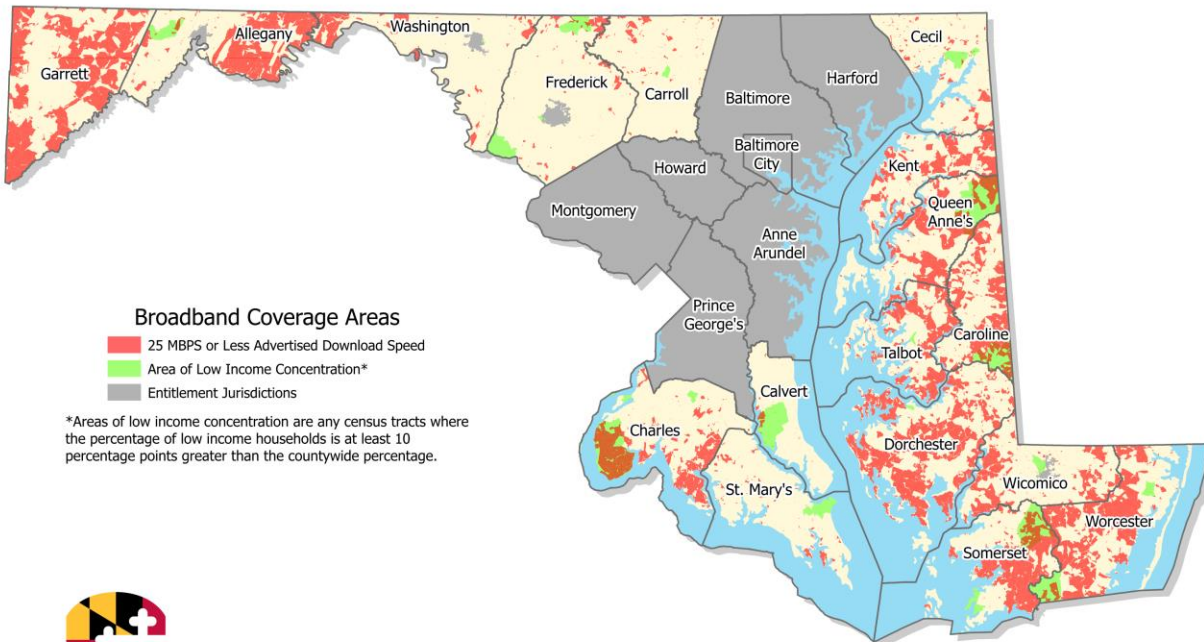 Garrett
Allegany
Washington
Frederick
Carroll
Baltimore
Harford
Cecil
Baltimore
City
Howard
Montgomery
Kent
Queen
Anne's
Anne
Arundel
Prince
George's
Talbot
Caroline
Calvert
Charles
St. Mary's
Dorchester
Wicomico
Worcester
Somerset
Broadband Coverage Areas
25 MBPS or Less Advertised Download Speed
Area of Low Income Concentration*
Entitlement Jurisdictions
*Areas of low income concentration are any census tracts where
the percentage of low income households is at least 10
percentage points greater than the countywide percentage.